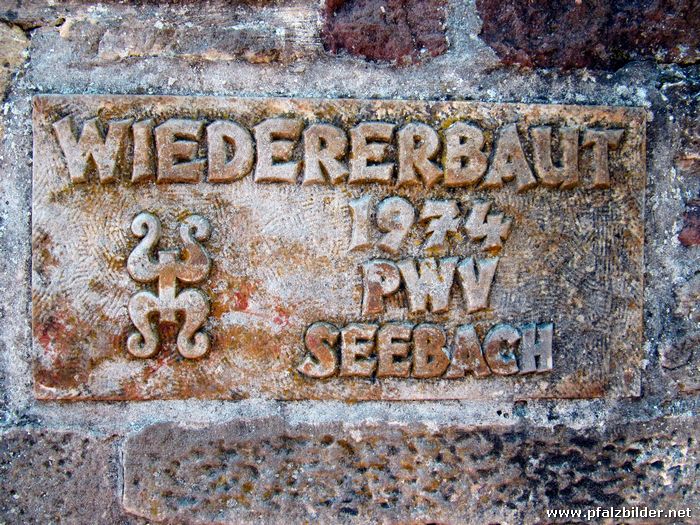 WIEDERERBAUT
1974
PWV
SEEBACH
www.pfalzbilder.net